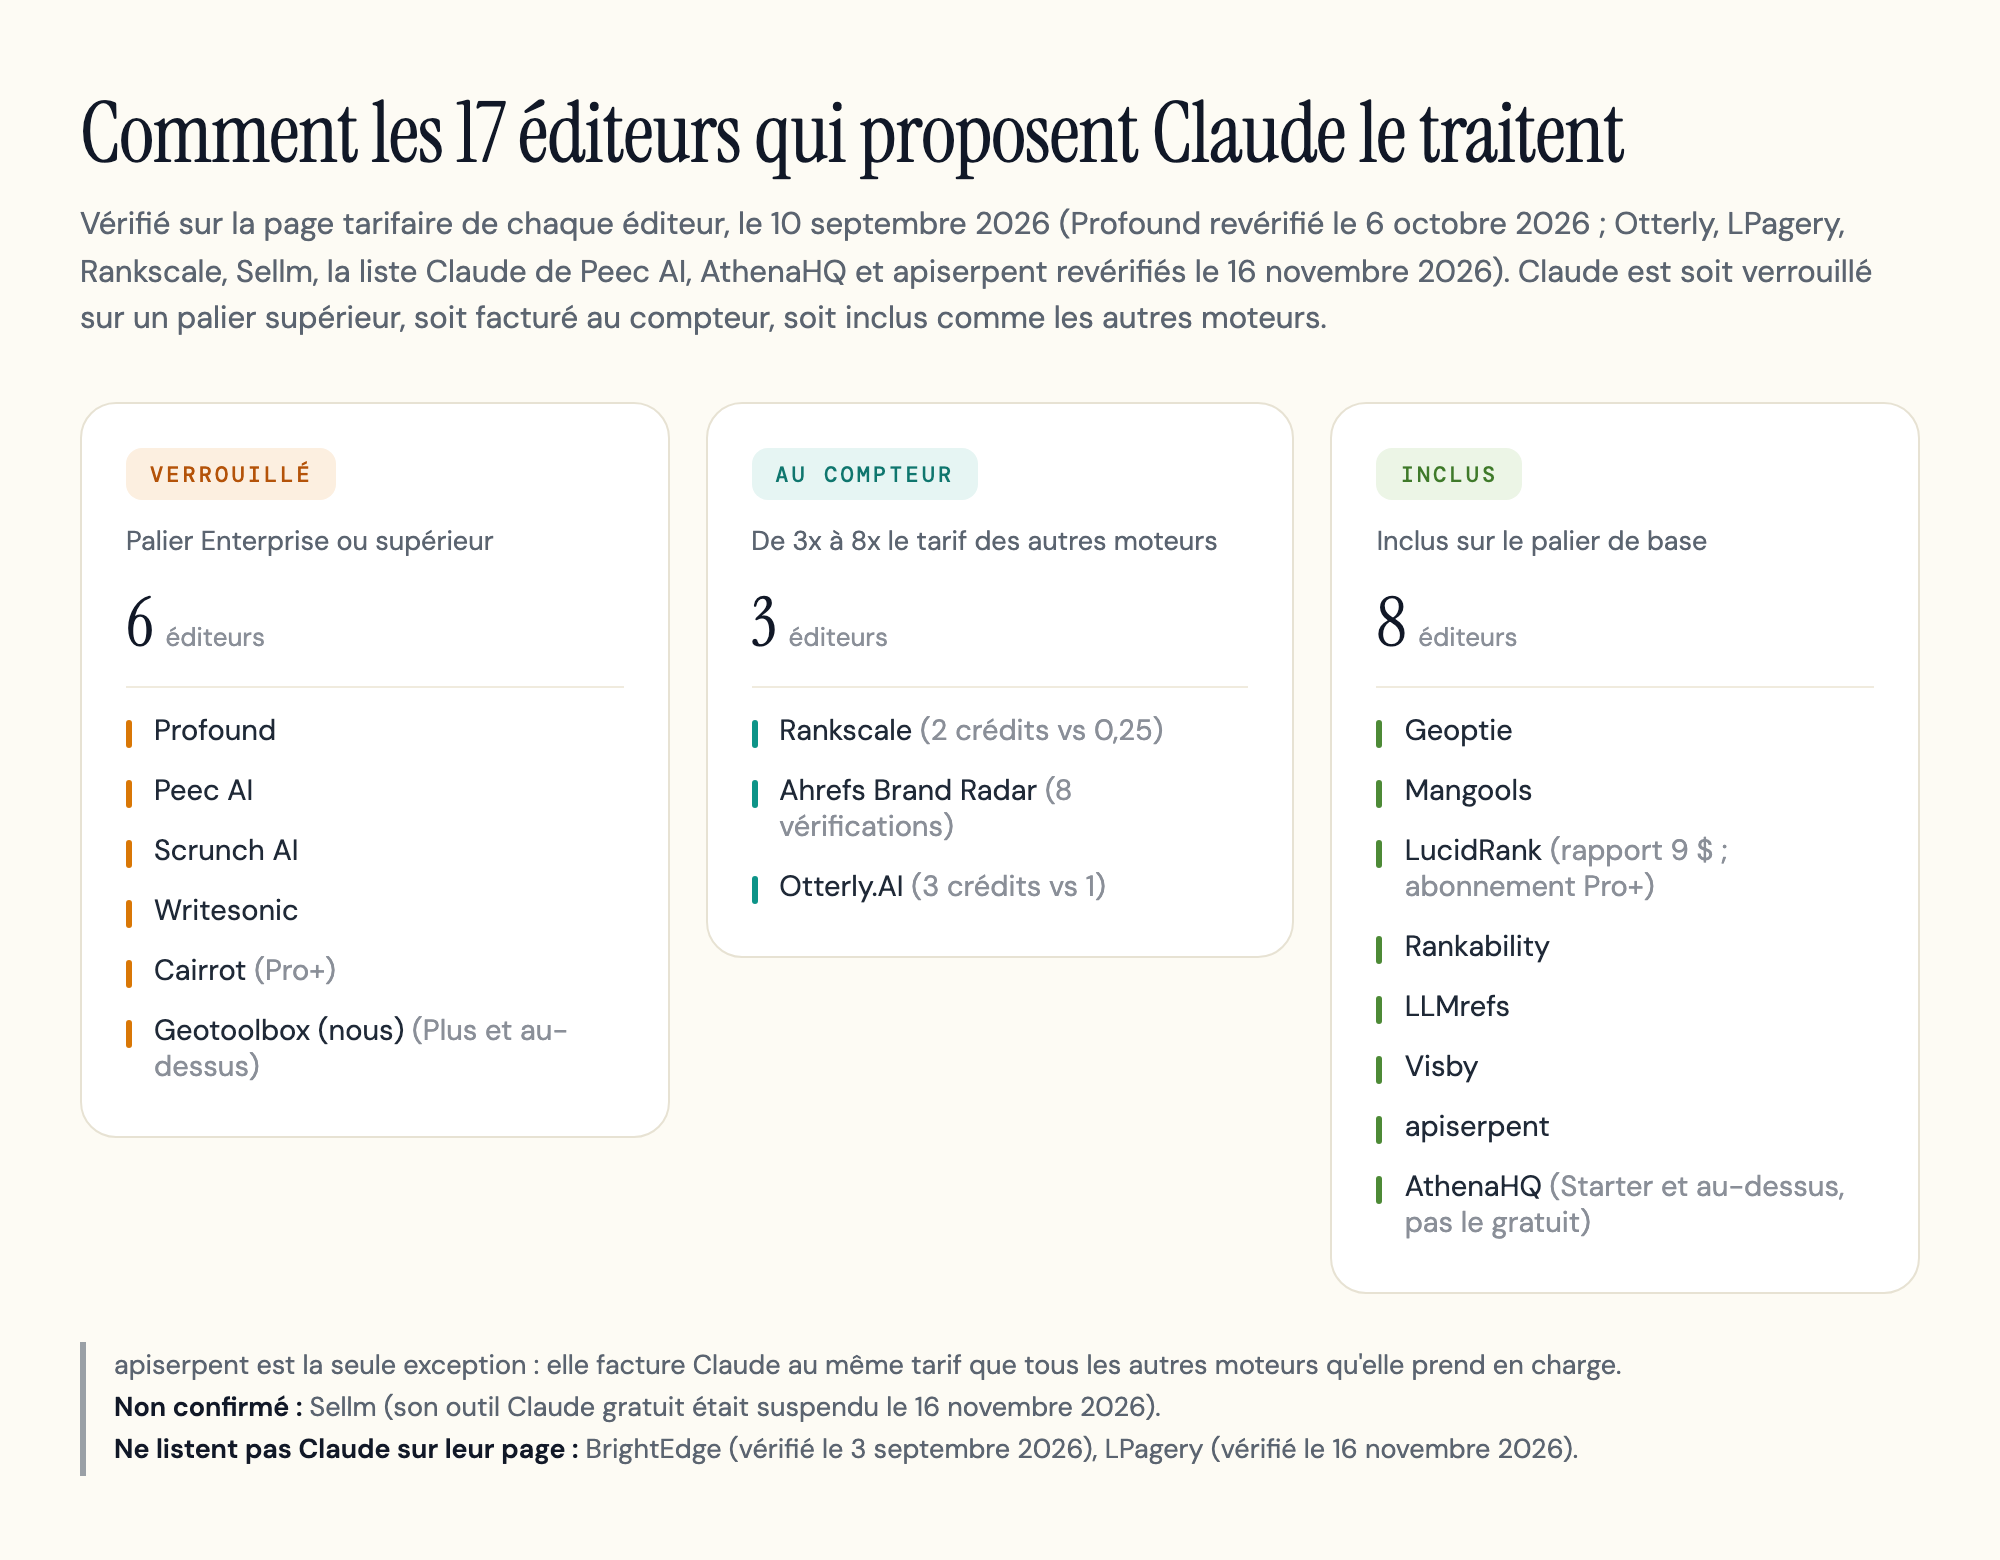 Comment les 17 éditeurs qui proposent Claude le traitent
Vérifié sur la page tarifaire de chaque éditeur, le 10 septembre 2026 (Profound revérifié le 6 octobre 2026 ; Otterly, LPagery,
Rankscale, Sellm, la liste Claude de Peec AI, AthenaHQ et apiserpent revérifiés le 16 novembre 2026). Claude est soit verrouillé
sur un palier supérieur, soit facturé au compteur, soit inclus comme les autres moteurs.
VERROUILLÉ
Palier Enterprise ou supérieur
6 éditeurs
Profound
Peec AI
Scrunch AI
Writesonic
Cairrot (Pro+)
Geotoolbox (nous) (Plus et au-
dessus)
AU COMPTEUR
De 3x à 8x le tarif des autres moteurs
3 éditeurs
Rankscale (2 crédits vs 0,25)
Ahrefs Brand Radar (8
vérifications)
Otterly.AI (3 crédits vs 1)
INCLUS
Inclus sur le palier de base
8 éditeurs
Geoptie
Mangools
LucidRank (rapport 9 $ ;
abonnement Pro+)
Rankability
LLMrefs
Visby
apiserpent
AthenaHQ (Starter et au-dessus,
pas le gratuit)
apiserpent est la seule exception : elle facture Claude au même tarif que tous les autres moteurs qu'elle prend en charge.
Non confirmé : Sellm (son outil Claude gratuit était suspendu le 16 novembre 2026).
Ne listent pas Claude sur leur page : BrightEdge (vérifié le 3 septembre 2026), LPagery (vérifié le 16 novembre 2026).